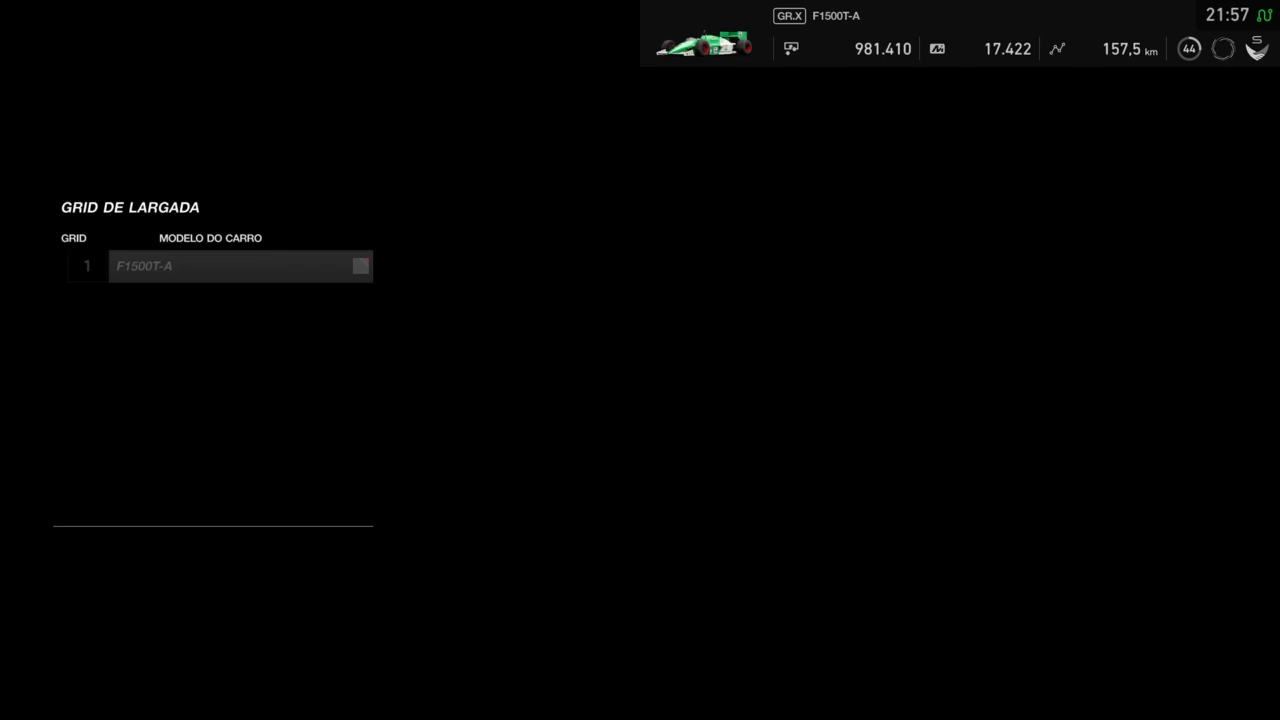 GR.X F1500T-A
21:57
981.410 17.422 157,5 km 44 S
GRID DE LARGADA
GRID MODELO DO CARRO
1 F1500T-A